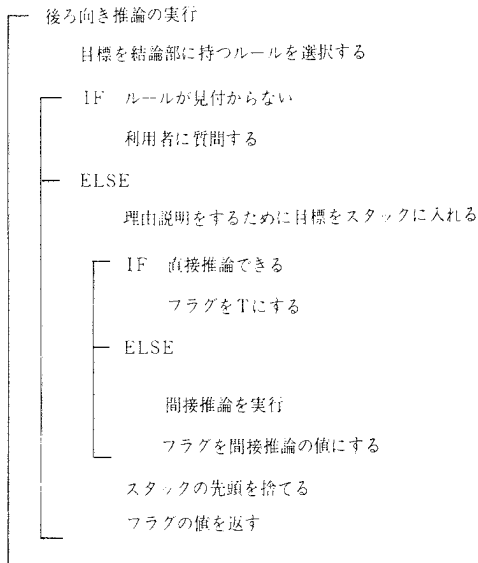 後ろ向き推論の実行
目標を結論部に持つルールを選択する
IF ルールが見付からない
利用者に質問する
ELSE
理由説明をするために目標をスタックに入れる
IF 直接推論できる
フラグをTにする
ELSE
間接推論を実行
フラグを間接推論の値にする
スタックの先頭を捨てる
フラグの値を返す